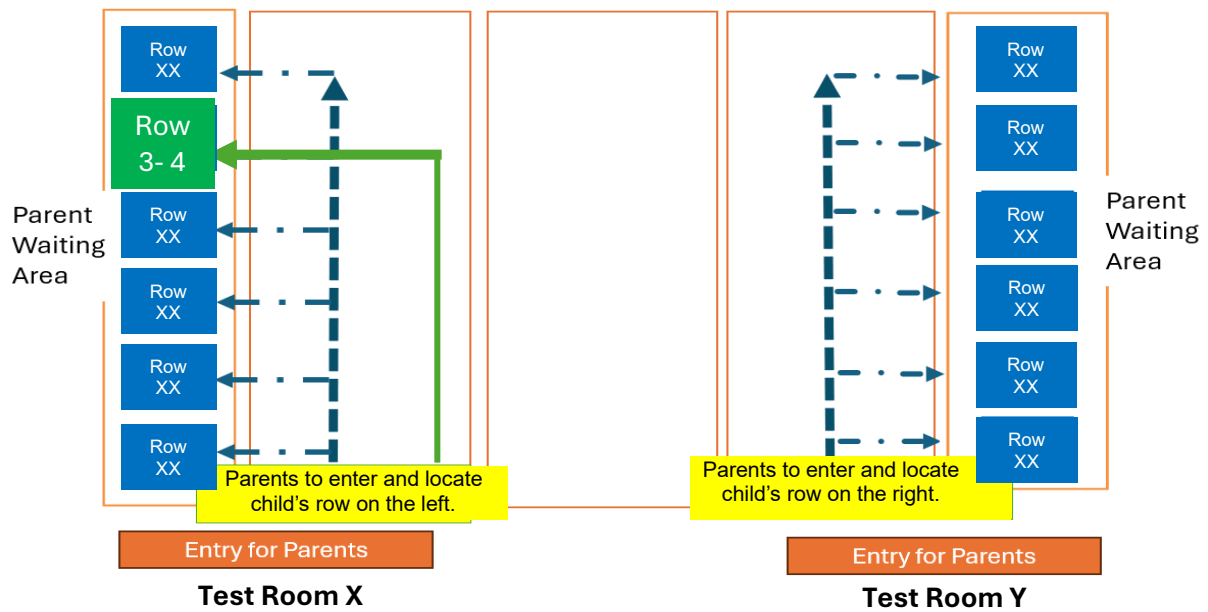 Row
XX
Row
3- 4
Row
XX
Row
XX
Row
XX
Row
XX
Parent
Waiting
Area
Parents to enter and locate
child's row on the left.
Entry for Parents
Test Room X
Row
XX
Row
XX
Row
XX
Row
XX
Row
XX
Row
XX
Parent
Waiting
Area
Parents to enter and locate
child's row on the right.
Entry for Parents
Test Room Y